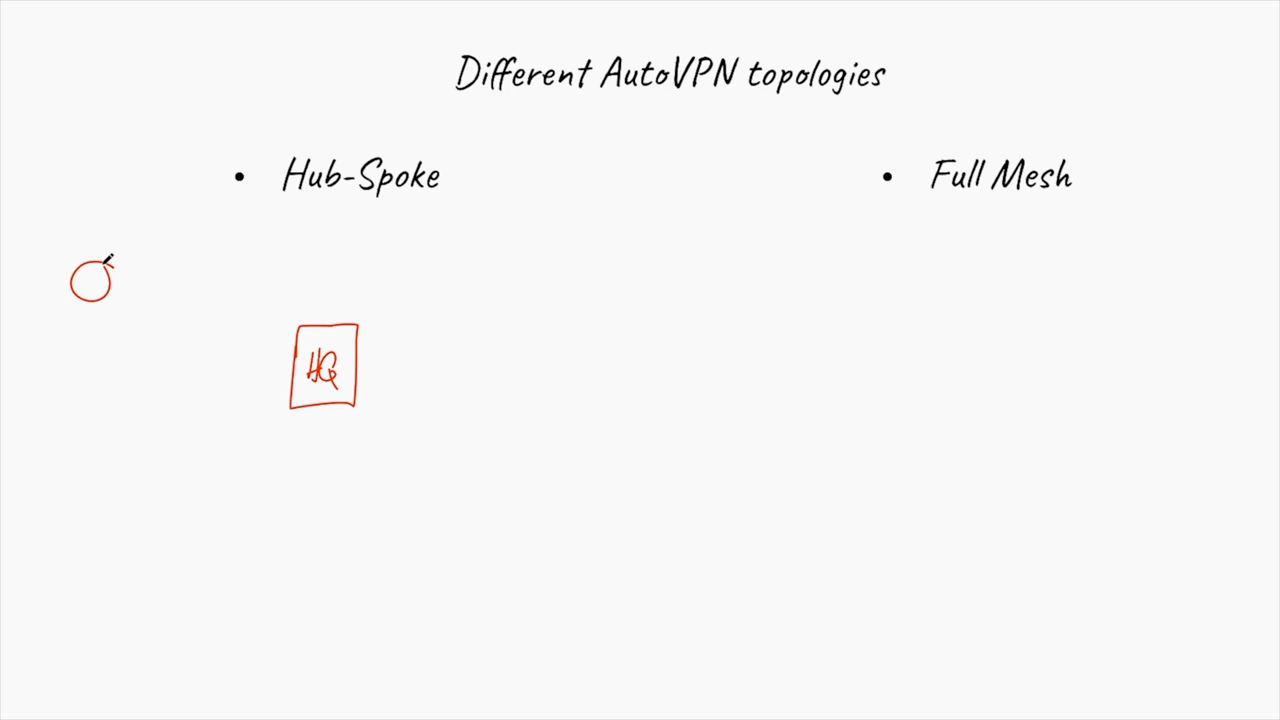 Different AutoVPN topologies
• Hub-Spoke
• Full Mesh
HQ